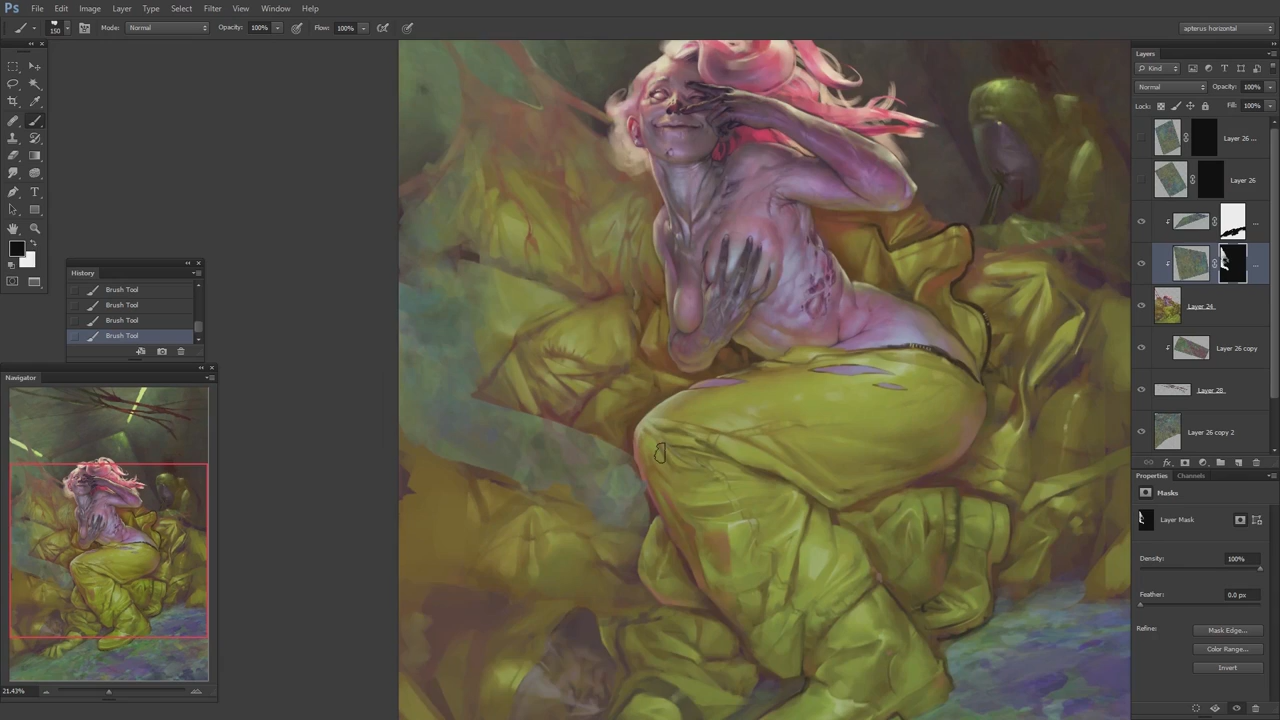 Ps File Edit Image Layer Type Select Filter View Window Help
150 Mode: Normal Opacity: 100% Flow: 100% apterus horizontal
Layers
Kind
Normal Opacity: 100%
Lock: Fill: 100%
Layer 26 ...
Layer 26
...
...
Layer 24
Layer 26 copy
Layer 28
Layer 26 copy 2
History
Brush Tool
Brush Tool
Brush Tool
Brush Tool
Navigator
21.43%
Properties Channels
Masks
Layer Mask
Density: 100%
Feather: 0.0 px
Refine: Mask Edge...
Color Range...
Invert